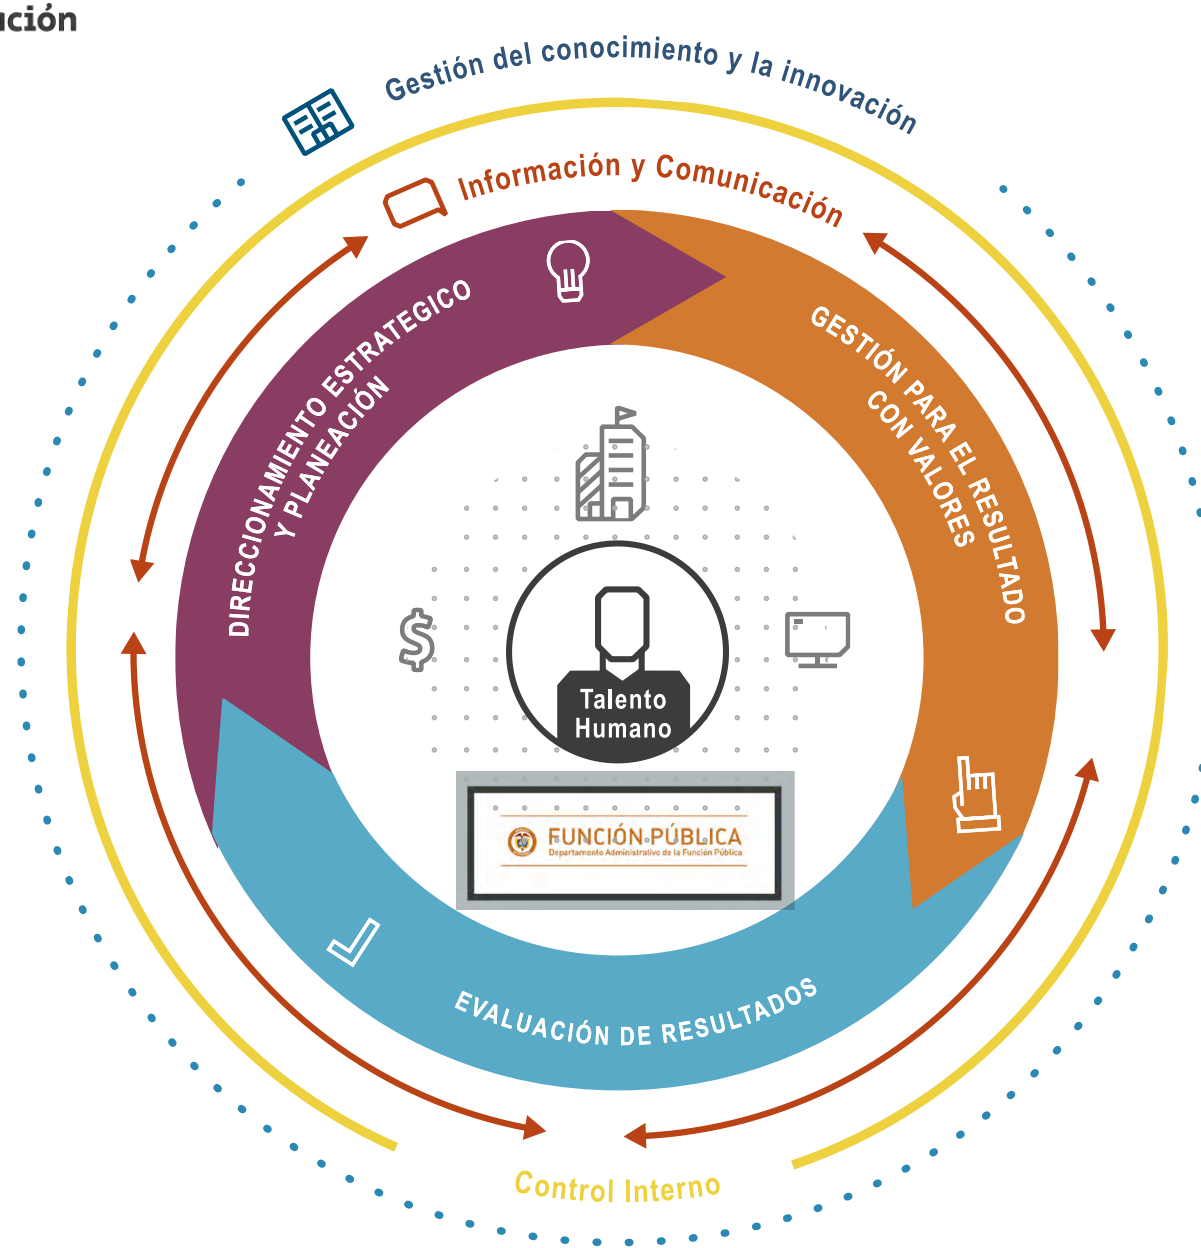 Gestión del conocimiento y la innovación
Información y Comunicación
DIRECCIONAMIENTO ESTRATEGICO
Y PLANEACIÓN
GESTIÓN PARA EL RESULTADO
CON VALORES
Talento
Humano
FUNCIÓN PÚBLICA
Departamento Administrativo de la Función Pública
EVALUACIÓN DE RESULTADOS
Control Interno